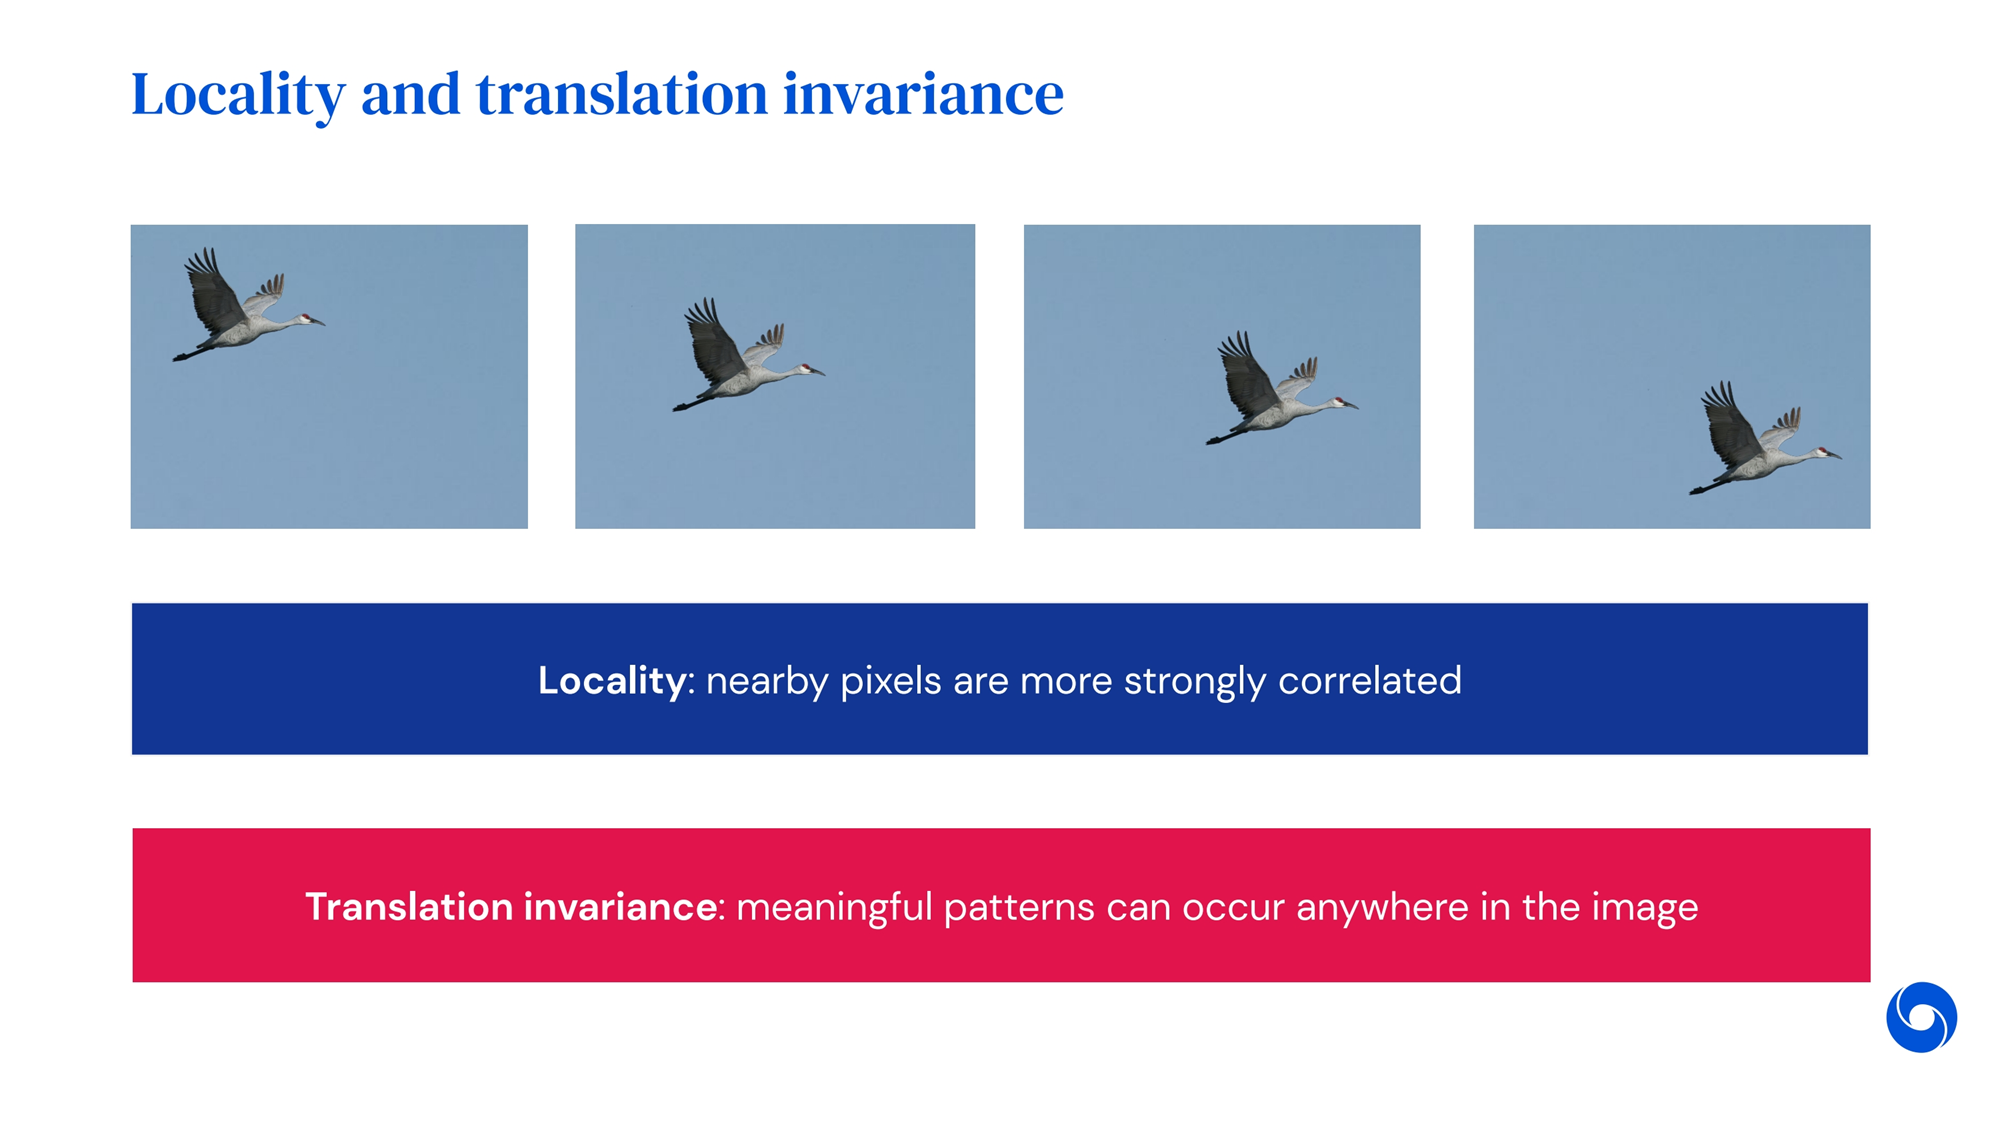 Locality and translation invariance
Locality: nearby pixels are more strongly correlated
Translation invariance: meaningful patterns can occur anywhere in the image